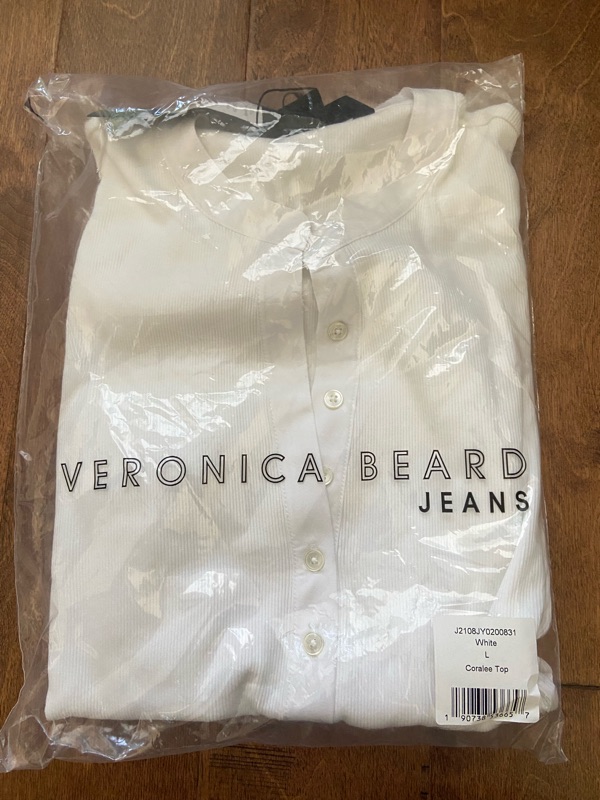 VERONICA BEARD
JEANS
J2108JY0200831
White
L
Coralee Top